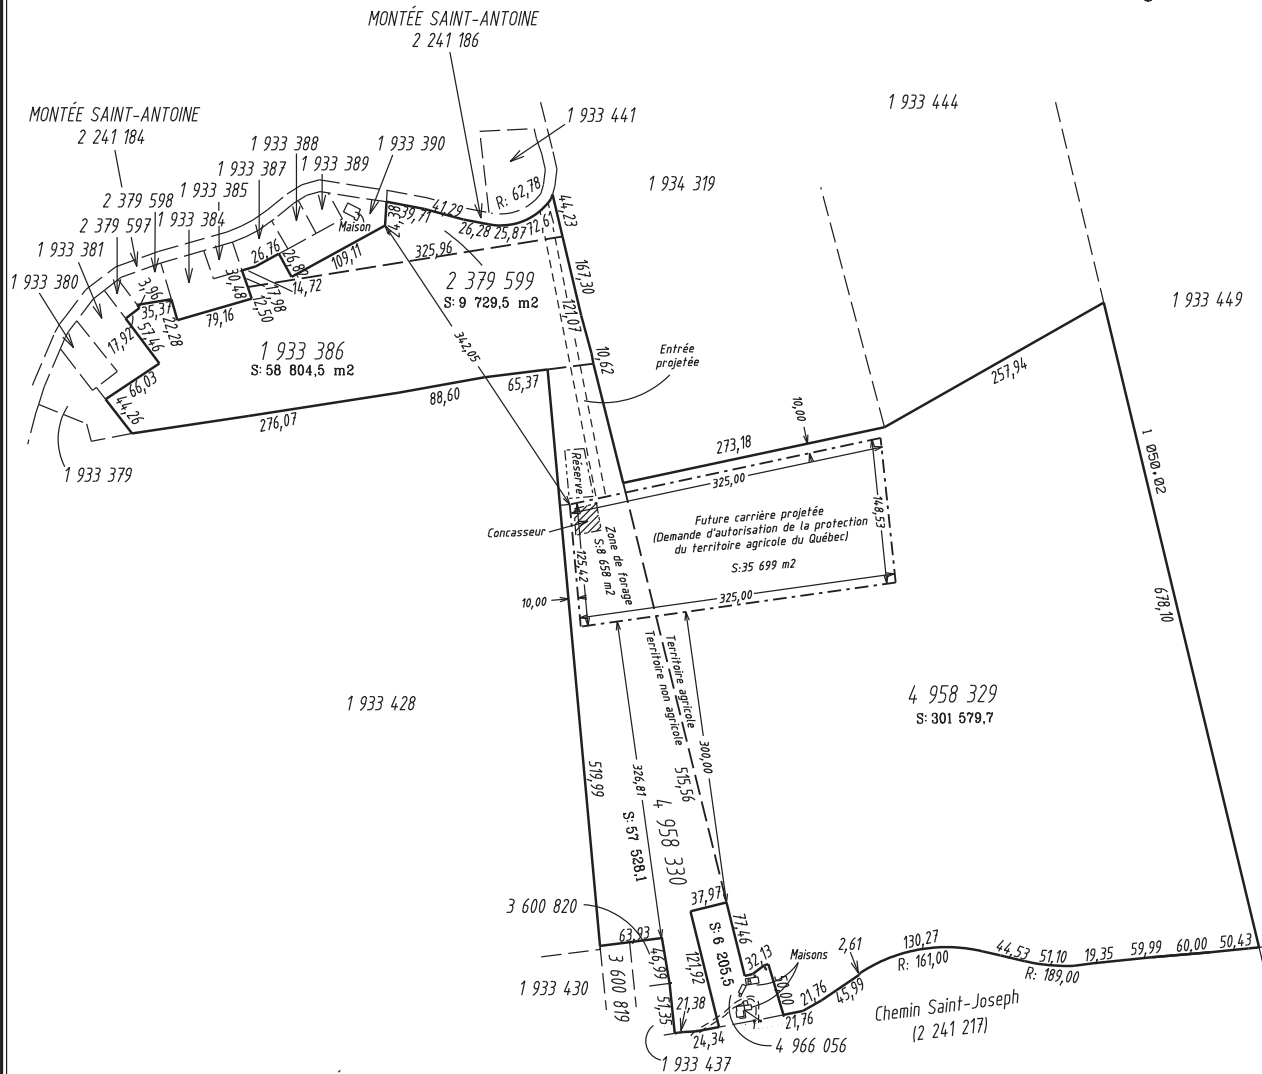 MONTÉE SAINT-ANTOINE
2 241 186
MONTÉE SAINT-ANTOINE
2 241 184
1 933 444
1 933 441
1 934 319
1 933 449
1 933 388
1 933 390
1 933 387
1 933 389
1 933 385
2 379 598
2 379 597
1 933 384
1 933 381
1 933 380
1 933 379
Maison
R: 62,78
24,38
39,71
41,29
26,28
25,87
72,61
44,23
325,96
109,11
26,76
26,82
14,72
30,48
17,98
12,50
3,96
35,37
22,28
79,16
17,92
57,46
66,03
44,26
2 379 599
S: 9 729,5 m2
1 933 386
S: 58 804,5 m2
167,30
121,07
10,62
342,05
Entrée
projetée
65,37
88,60
276,07
257,94
10,00
273,18
325,00
Réserve
Concasseur
Zone de forage
S:8 658 m2
125,42
148,53
Future carrière projetée
(Demande d'autorisation de la protection
du territoire agricole du Québec)
S:35 699 m2
325,00
10,00
1 050,02
678,10
Territoire agricole
Territoire non agricole
1 933 428
4 958 329
S: 301 579,7
519,99
326,81
515,56
300,00
4 958 330
S: 57 528,1
3 600 820
63,93
46,99
51,35
37,97
77,46
S: 6 205,5
121,92
32,13
50,00
Maisons
2,61
130,27
R: 161,00
44,53
51,10
R: 189,00
19,35
59,99
60,00
50,43
21,76
45,99
21,76
21,38
24,34
1 933 430
3 600 819
1 933 437
4 966 056
Chemin Saint-Joseph
(2 241 217)